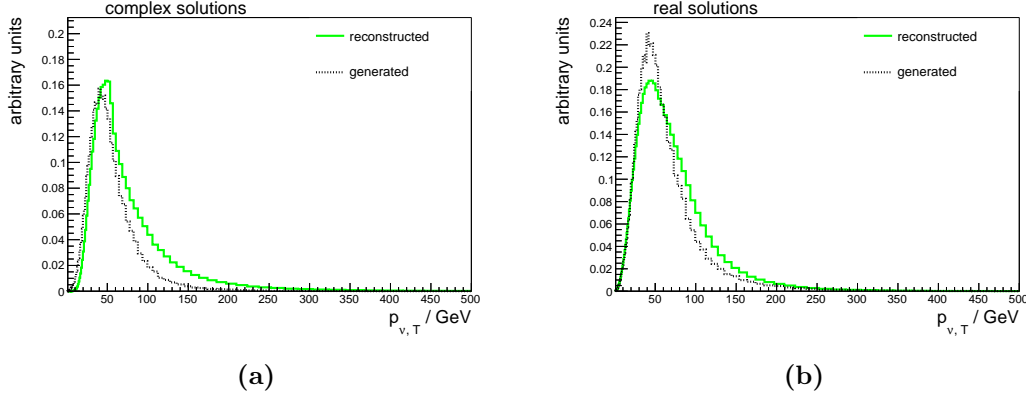 complex solutions
arbitrary units
0.2
0.18
0.16
0.14
0.12
0.1
0.08
0.06
0.04
0.02
0
reconstructed
generated
50 100 150 200 250 300 350 400 450 500
p_ν, T / GeV
(a)
real solutions
arbitrary units
0.24
0.22
0.2
0.18
0.16
0.14
0.12
0.1
0.08
0.06
0.04
0.02
reconstructed
generated
50 100 150 200 250 300 350 400 450 500
p_ν, T / GeV
(b)